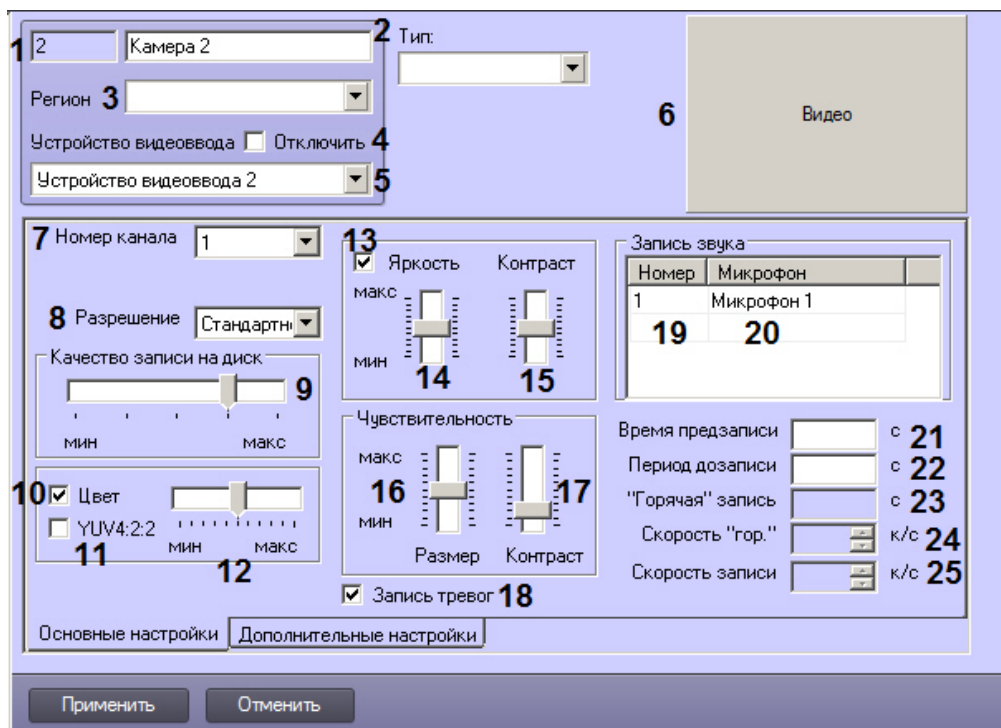 1 2 Камера 2 2 Тип:
Регион 3
6 Видео
Устройство видеоввода Отключить 4
Устройство видеоввода 2 5
7 Номер канала 1
8 Разрешение Стандартн
Качество записи на диск
9
мин макс
10 Цвет
11 YUV4:2:2
мин макс
12
13 Яркость Контраст
макс
мин
14 15
Чувствительность
макс
16 17
мин
Размер Контраст
Запись тревог 18
Запись звука
Номер Микрофон
1 Микрофон 1
19 20
Время предзаписи с 21
Период дозаписи с 22
"Горячая" запись с 23
Скорость "гор." к/с 24
Скорость записи к/с 25
Основные настройки Дополнительные настройки
Применить Отменить